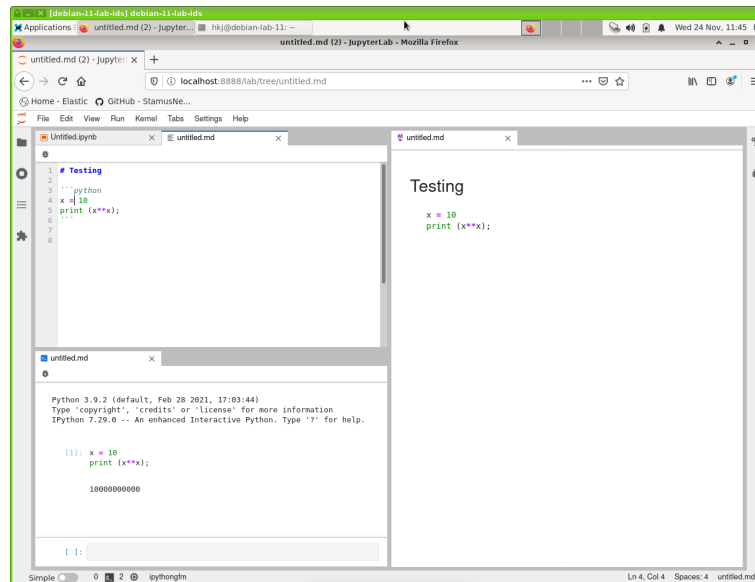 [debian-11-lab-ids] debian-11-lab-ids
Applications untitled.md (2) - Jupyter... hkj@debian-lab-11: ~ Wed 24 Nov, 11:45
untitled.md (2) - JupyterLab - Mozilla Firefox
untitled.md (2) - Jupyter
localhost:8888/lab/tree/untitled.md
Home - Elastic GitHub - StamusNe...
File Edit View Run Kernel Tabs Settings Help
Untitled.ipynb untitled.md
1 # Testing
2
3 ```python
4 x = 10
5 print (x**x);
6 ```
7
8
untitled.md
Testing
x = 10
print (x**x);
untitled.md
Python 3.9.2 (default, Feb 28 2021, 17:03:44)
Type 'copyright', 'credits' or 'license' for more information
IPython 7.29.0 -- An enhanced Interactive Python. Type '?' for help.
[1]: x = 10
print (x**x);
10000000000
[ ]:
Simple 0 2 ipythongfm Ln 4, Col 4 Spaces: 4 untitled.md